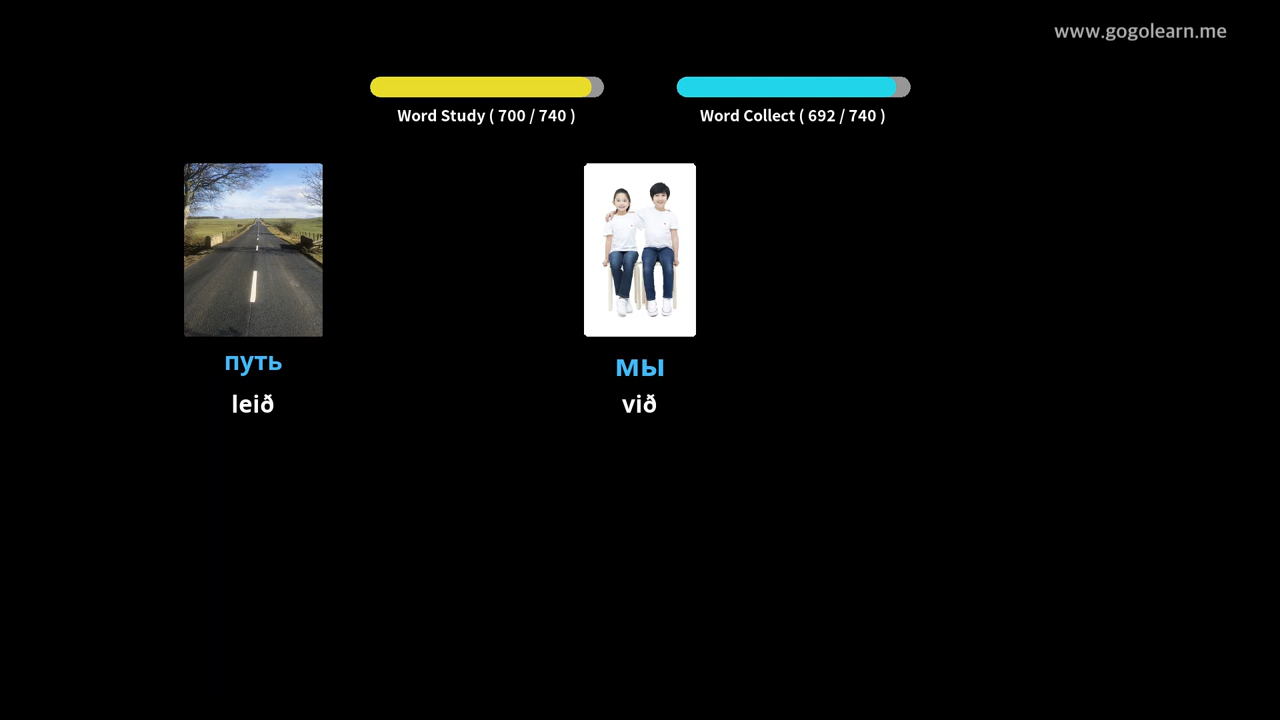 www.gogolearn.me
Word Study ( 700 / 740 )
Word Collect ( 692 / 740 )
путь
leið
мы
við